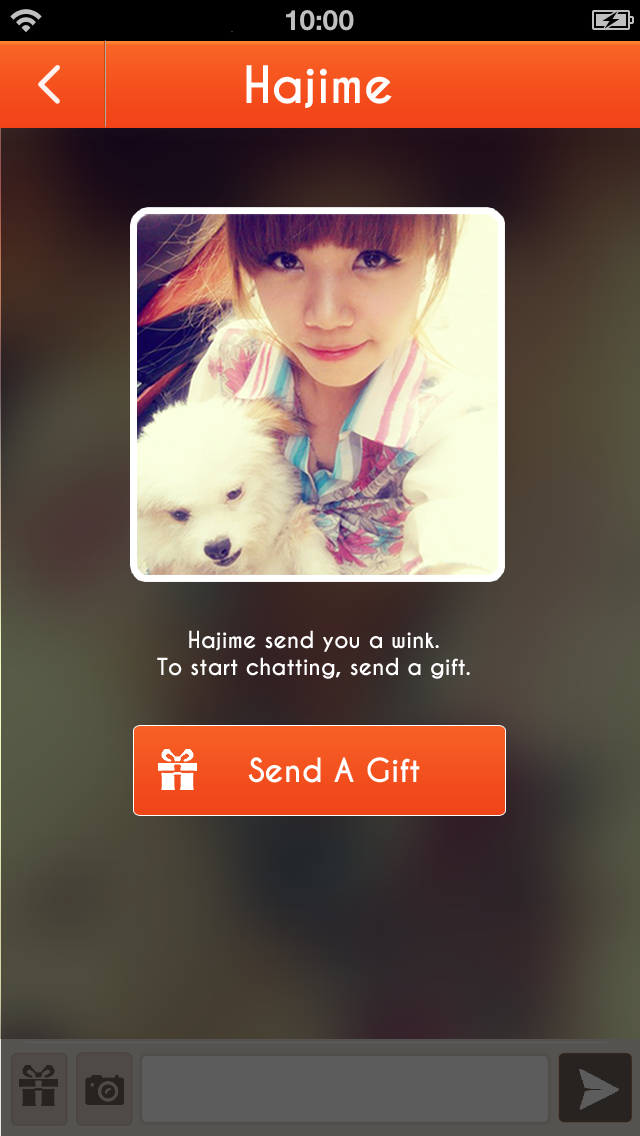 10:00
Hajime
Hajime send you a wink.
To start chatting, send a gift.
Send A Gift